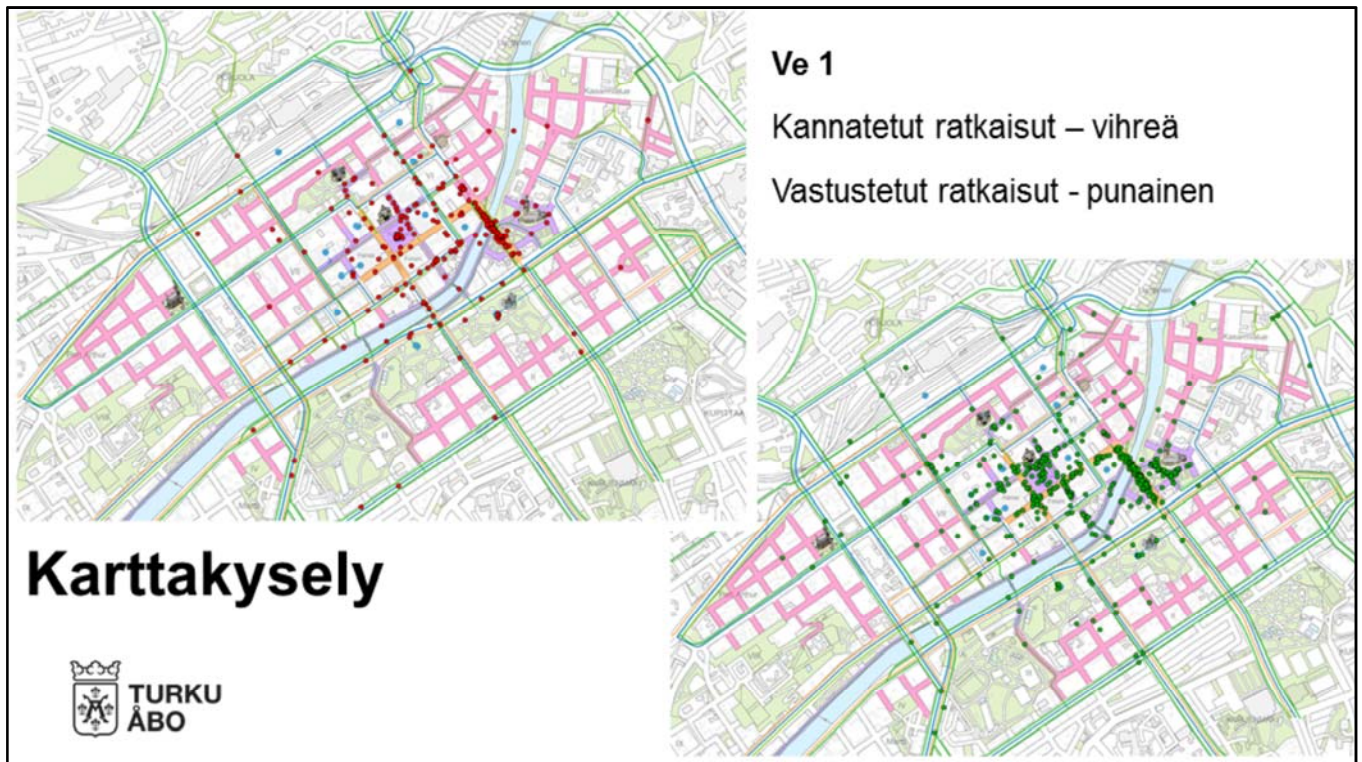 Ve 1
Kannatetut ratkaisut – vihreä
Vastustetut ratkaisut - punainen
Karttakysely
TURKU
ÅBO